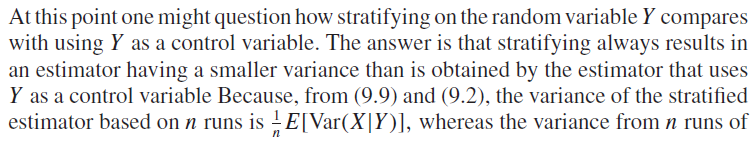 At this point one might question how stratifying on the random variable Y compares
with using Y as a control variable. The answer is that stratifying always results in
an estimator having a smaller variance than is obtained by the estimator that uses
Y as a control variable Because, from (9.9) and (9.2), the variance of the stratified
estimator based on n runs is 1/n E[Var(X|Y)], whereas the variance from n runs of